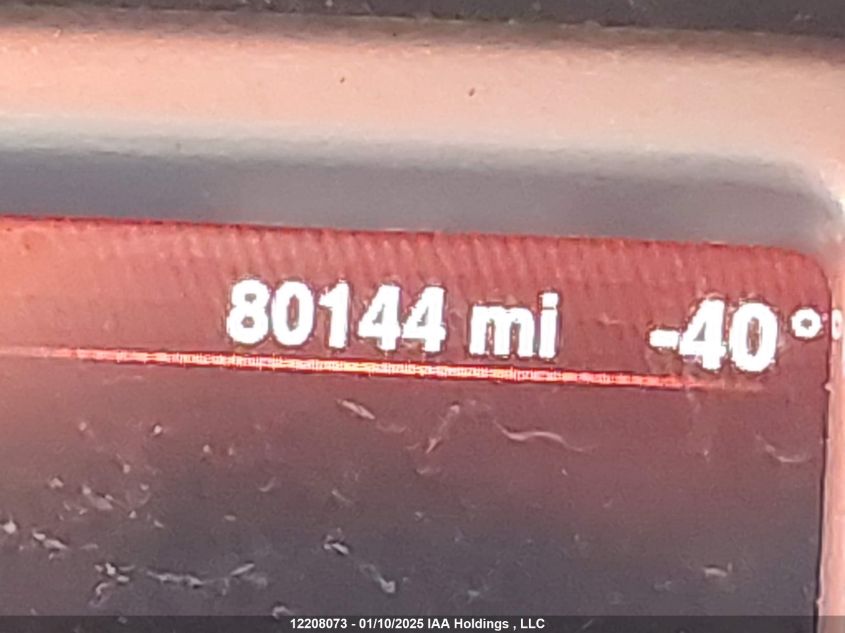 80144 mi -40°
12208073 - 01/10/2025 IAA Holdings , LLC